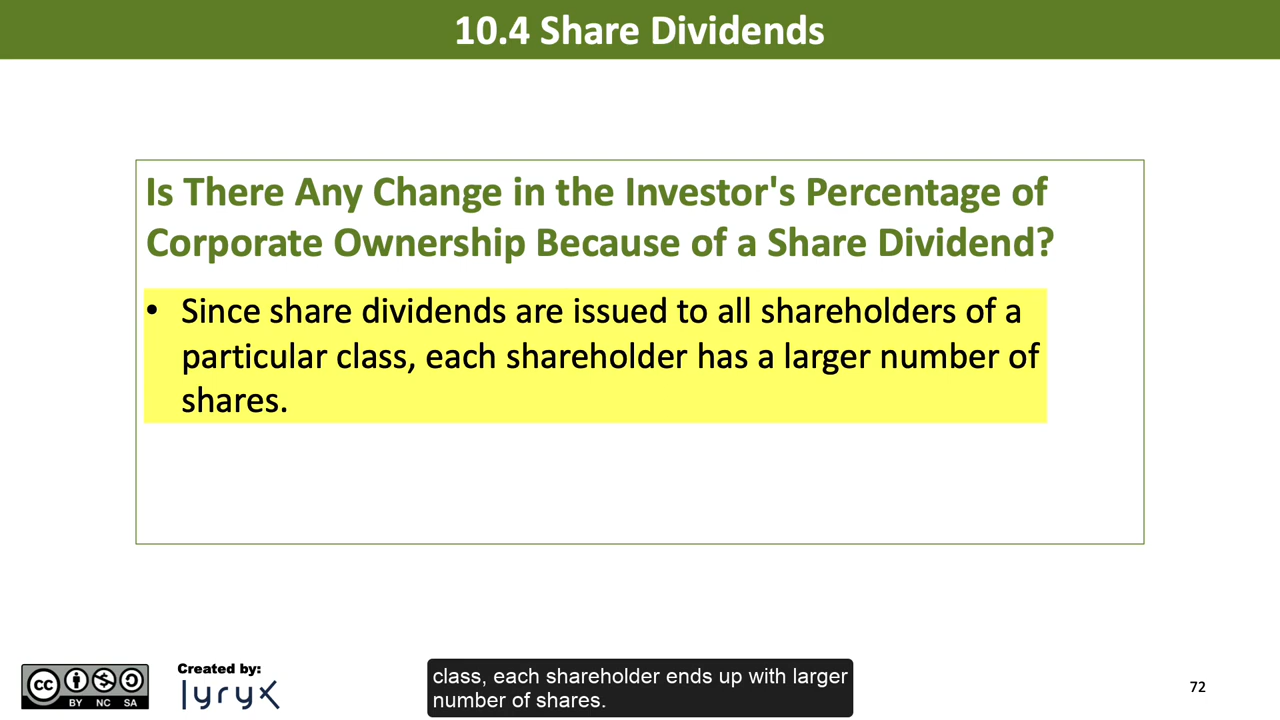 10.4 Share Dividends
Is There Any Change in the Investor's Percentage of
Corporate Ownership Because of a Share Dividend?
• Since share dividends are issued to all shareholders of a
particular class, each shareholder has a larger number of
shares.
cc
BY NC SA
Created by:
lyryx
class, each shareholder ends up with larger
number of shares.
72